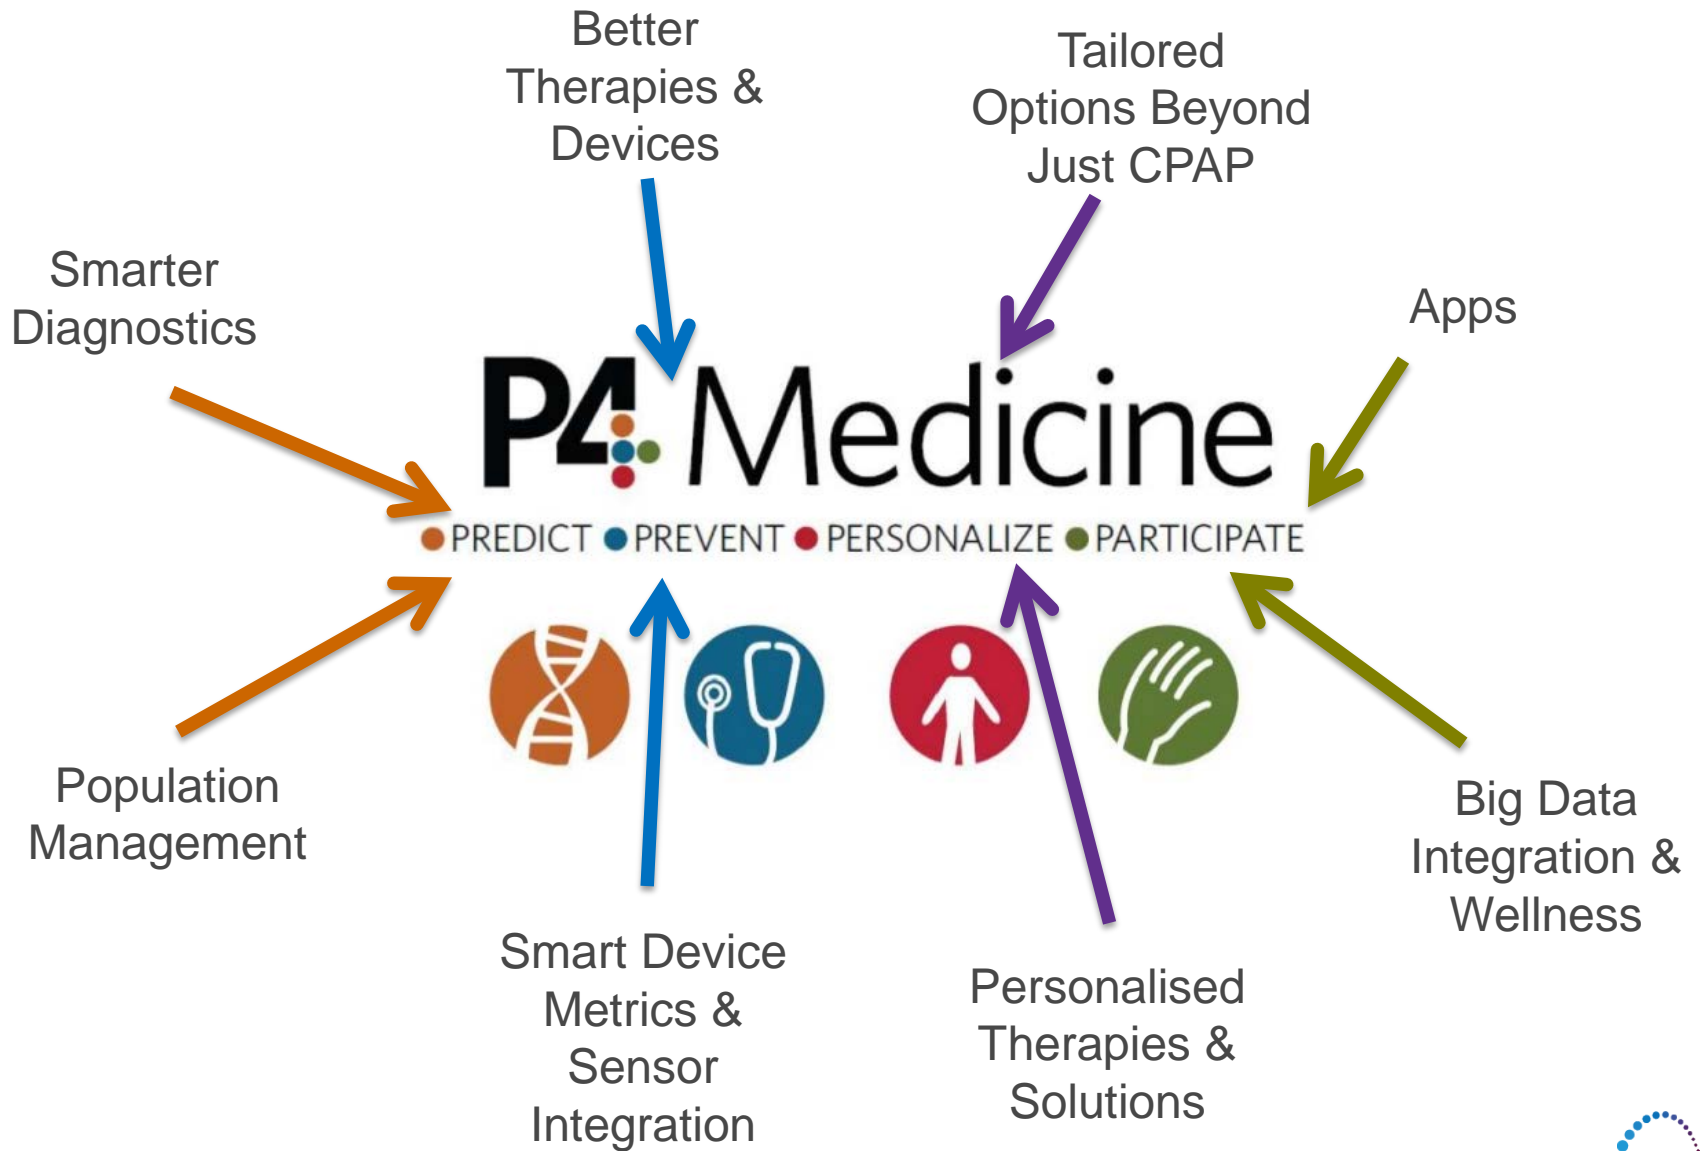 Better
Therapies &
Devices
Tailored
Options Beyond
Just CPAP
Smarter
Diagnostics
Apps
P4 Medicine
PREDICT PREVENT PERSONALIZE PARTICIPATE
Population
Management
Big Data
Integration &
Wellness
Smart Device
Metrics &
Sensor
Integration
Personalised
Therapies &
Solutions